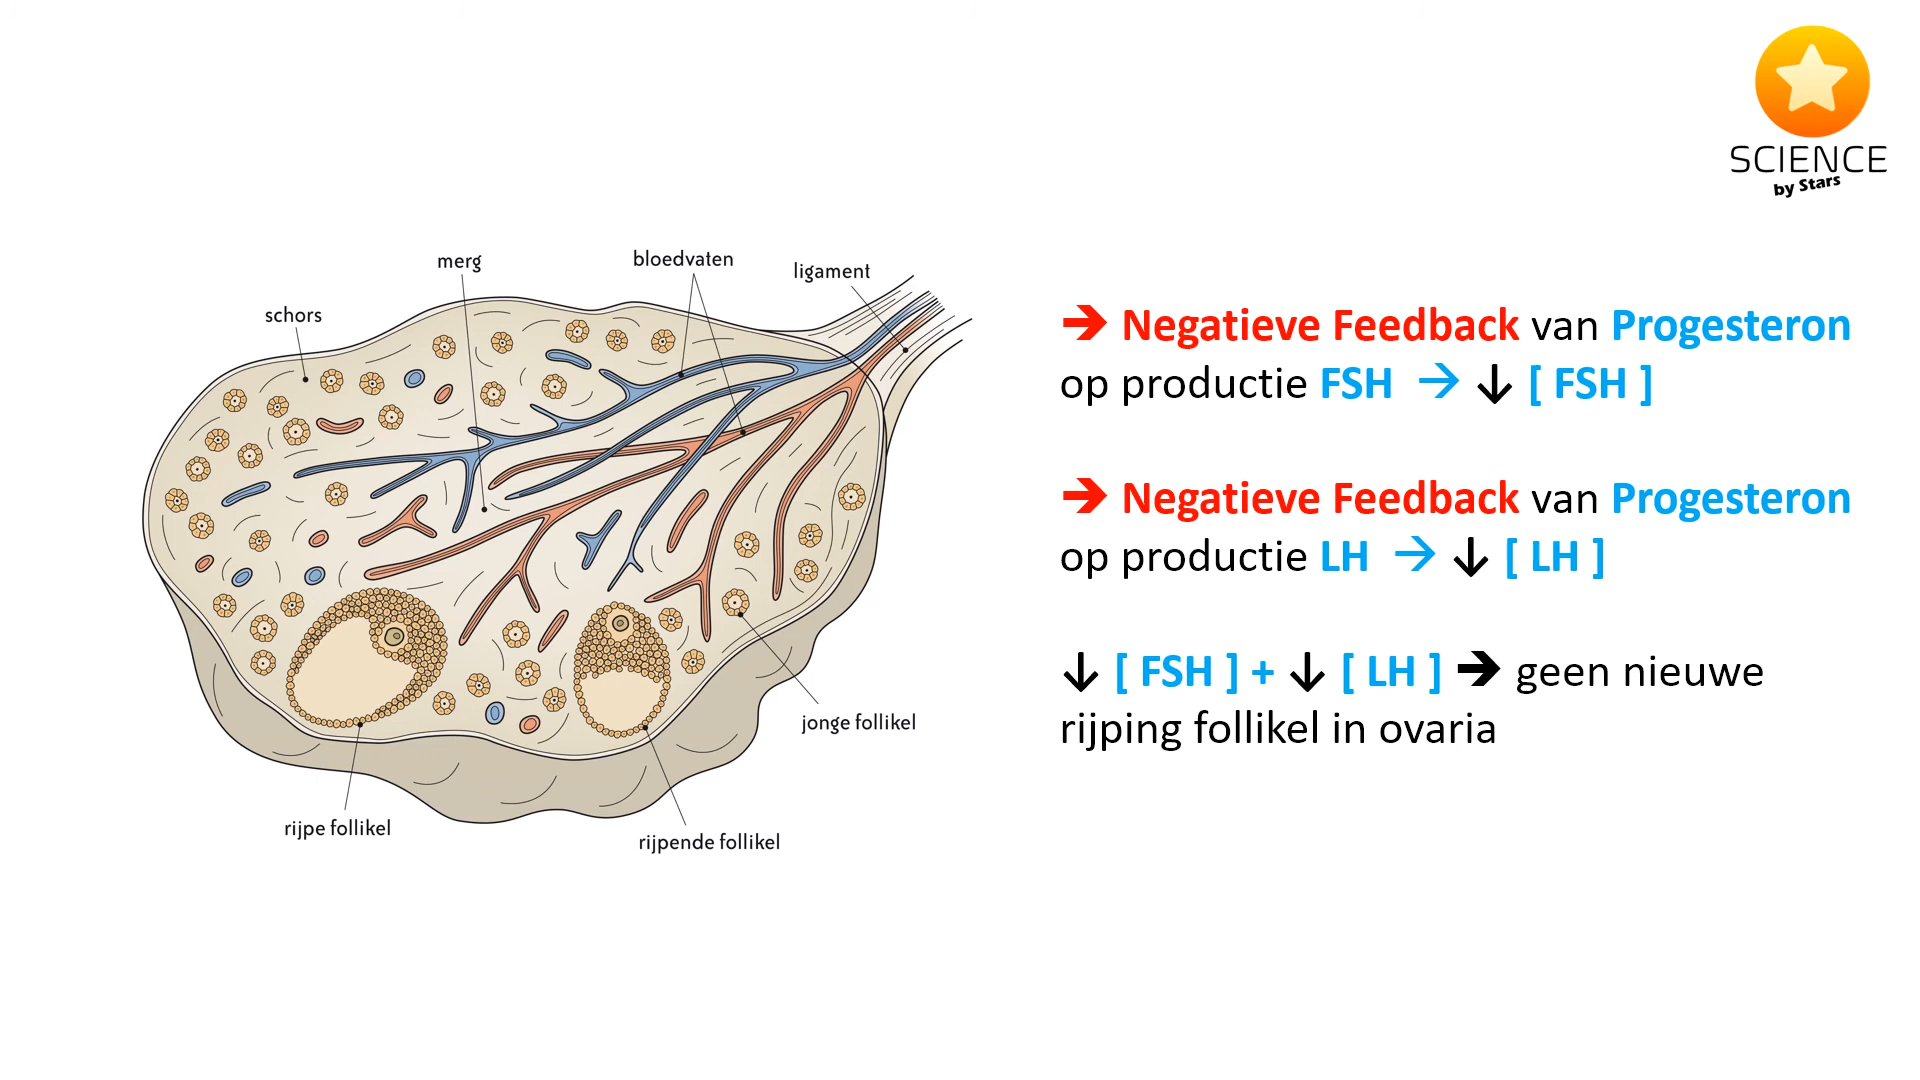 SCIENCE
by Stars
merg
bloedvaten
ligament
schors
➔ Negatieve Feedback van Progesteron
op productie FSH → ↓ [ FSH ]
➔ Negatieve Feedback van Progesteron
op productie LH → ↓ [ LH ]
↓ [ FSH ] + ↓ [ LH ] ➔ geen nieuwe
rijping follikel in ovaria
jonge follikel
rijpe follikel
rijpende follikel